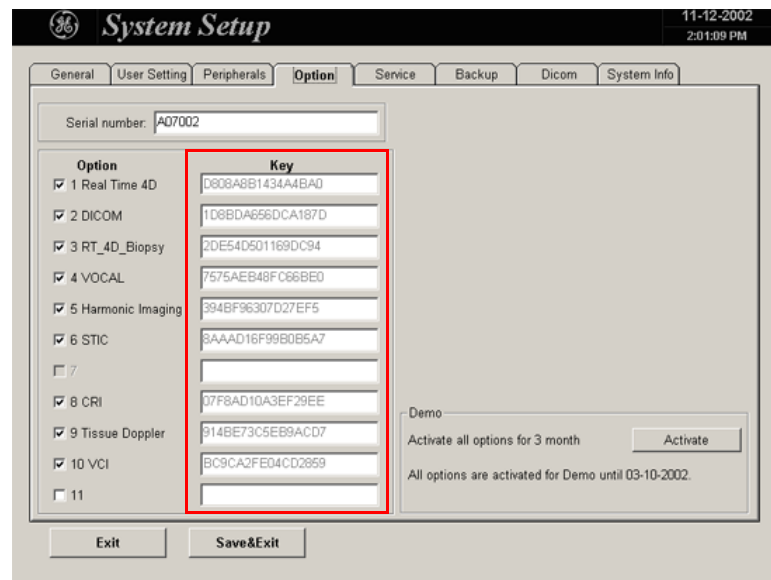 System Setup
11-12-2002
2:01:09 PM
General User Setting Peripherals Option Service Backup Dicom System Info
Serial number: A07002
Option Key
1 Real Time 4D D808A8B1434A4BA0
2 DICOM 1D8BDA656DCA187D
3 RT_4D_Biopsy 2DE54D501169DC94
4 VOCAL 7575AEB48FC66BE0
5 Harmonic Imaging 394BF96307D27EF5
6 STIC 8AAAD16F99B0B5A7
7
8 CRI 07F8AD10A3EF29EE
9 Tissue Doppler 914BE73C5EB9ACD7
10 VCI BC9CA2FE04CD2859
11
Demo
Activate all options for 3 month Activate
All options are activated for Demo until 03-10-2002.
Exit Save&Exit